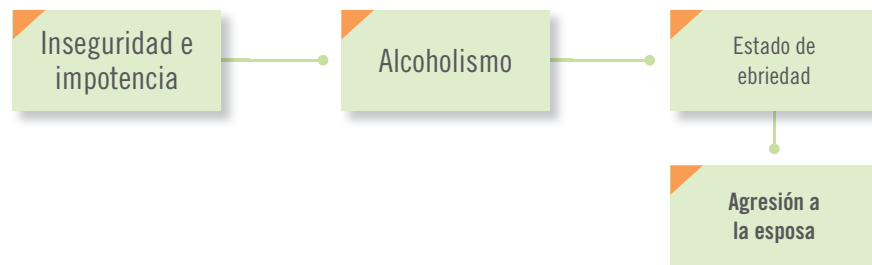 Inseguridad e
impotencia
Alcoholismo
Estado de
ebriedad
Agresión a
la esposa